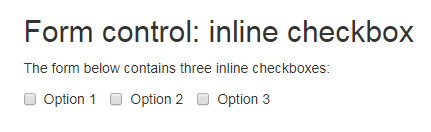 Form control: inline checkbox
The form below contains three inline checkboxes:
Option 1 Option 2 Option 3